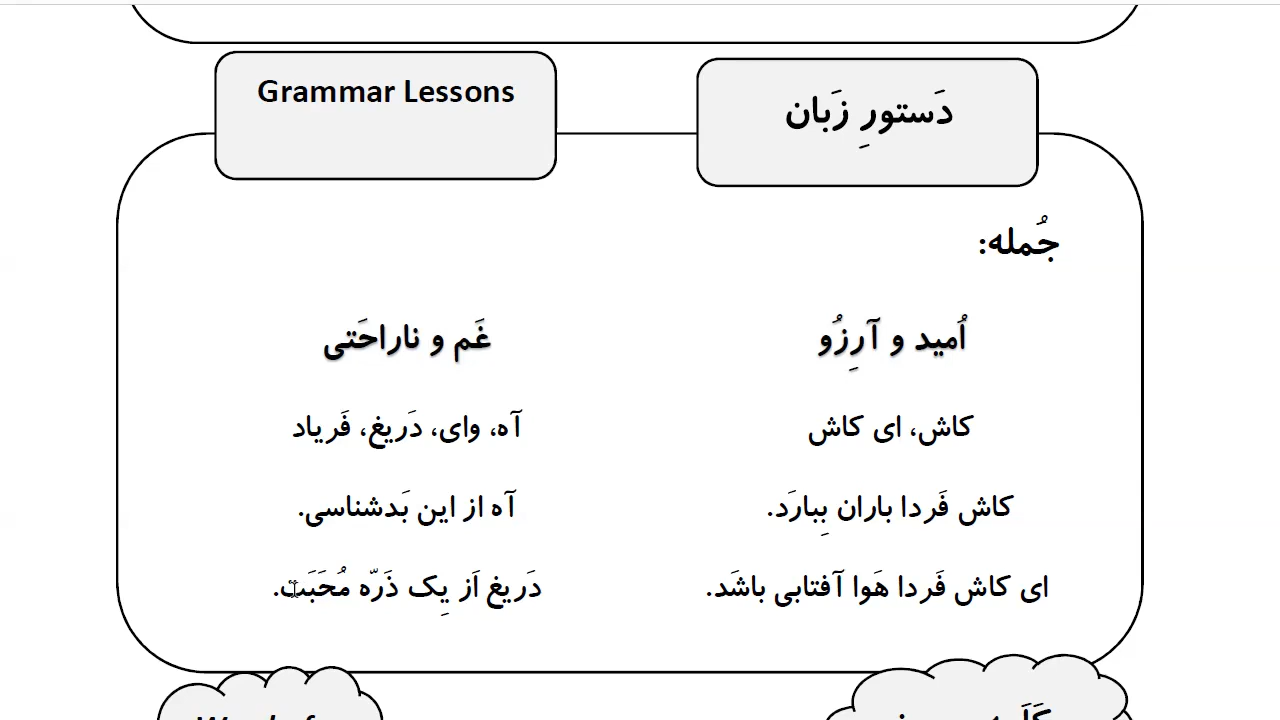 Grammar Lessons
دَستورِ زَبان
جُمله:
اُمید و آرِزُو
غَم و ناراحَتی
کاش، ای کاش
آه، وای، دَریغ، فَریاد
کاش فَردا باران بِبارَد.
آه از این بَدشناسی.
ای کاش فَردا هَوا آفتابی باشَد.
دَریغ اَز یِک ذَرّه مُحَبَت.